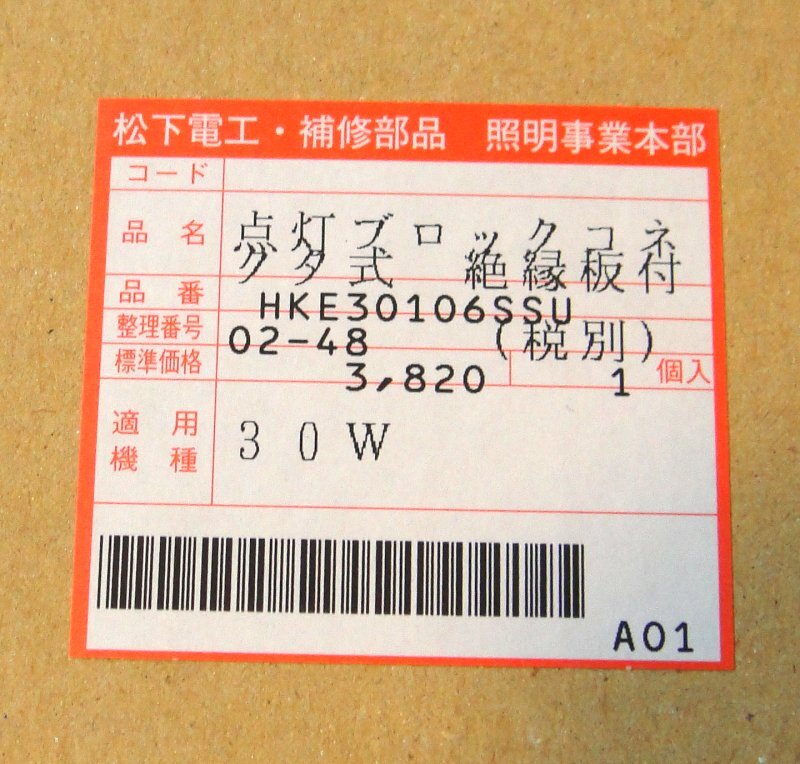 松下電工・補修部品 照明事業本部
コード
品名 点灯ブロックコネ
クタ式 絶縁板付
品番 HKE30106SSU
整理番号 02-48 (税別)
標準価格 3,820 1 個入
適用
機種 30W
A01